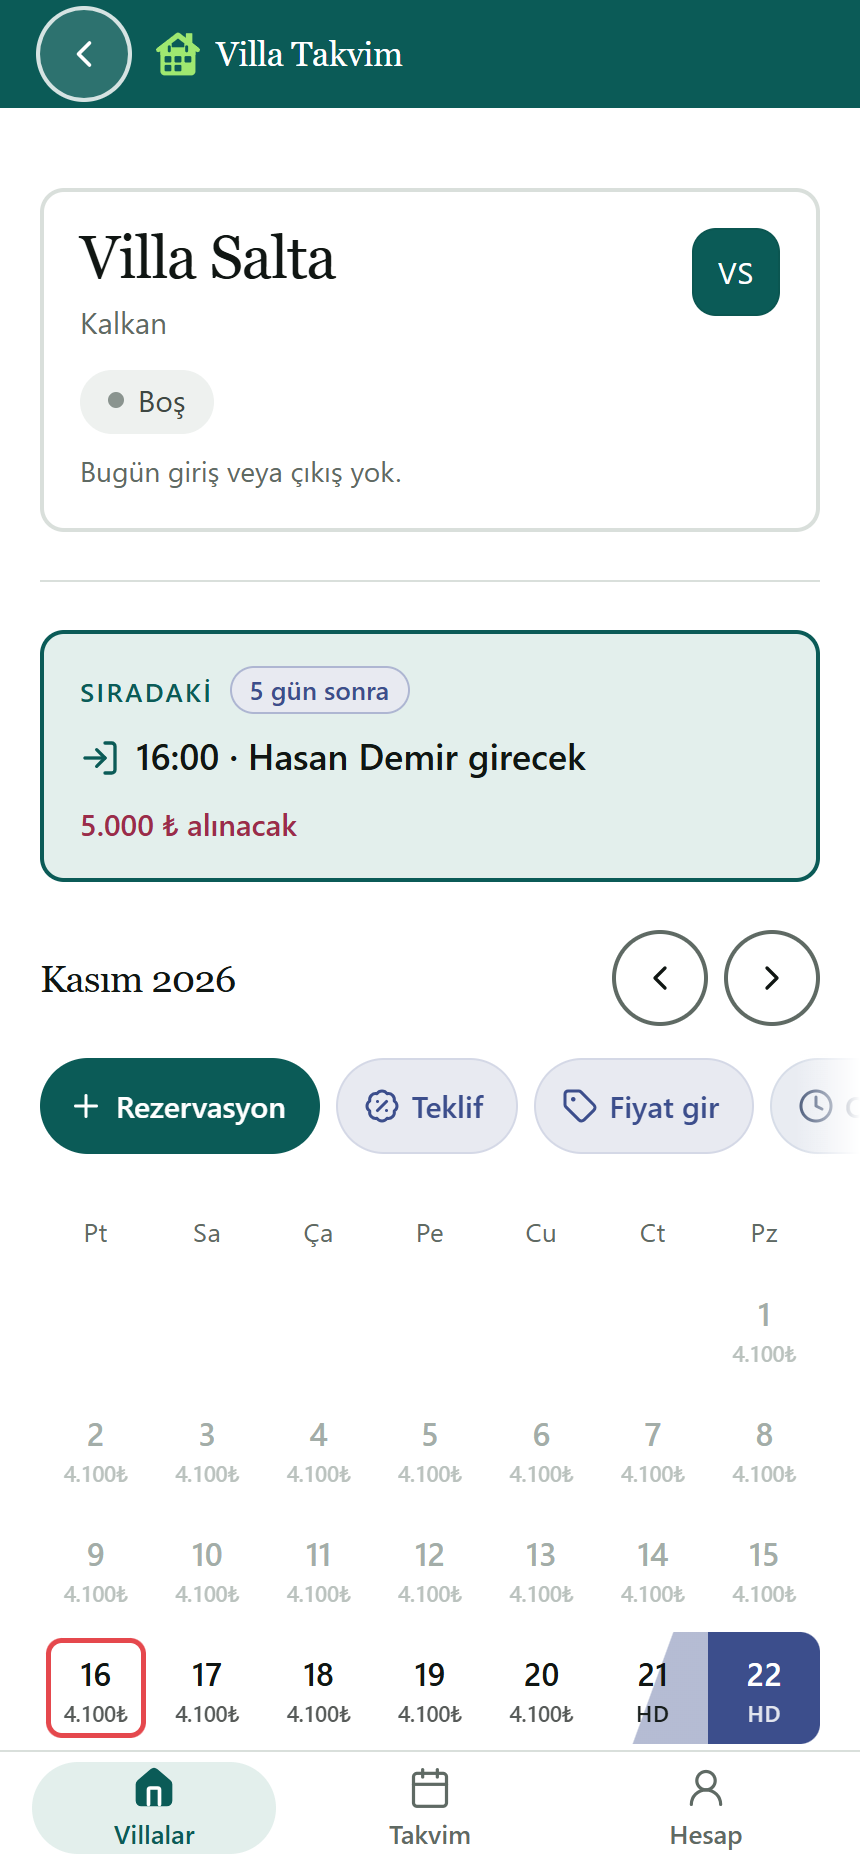 Villa Takvim
Villa Salta
VS
Kalkan
Boş
Bugün giriş veya çıkış yok.
SIRADAKİ 5 gün sonra
16:00 · Hasan Demir girecek
5.000 ₺ alınacak
Kasım 2026
Rezervasyon Teklif Fiyat gir
Pt Sa Ça Pe Cu Ct Pz
1
4.100₺
2 3 4 5 6 7 8
4.100₺ 4.100₺ 4.100₺ 4.100₺ 4.100₺ 4.100₺ 4.100₺
9 10 11 12 13 14 15
4.100₺ 4.100₺ 4.100₺ 4.100₺ 4.100₺ 4.100₺ 4.100₺
16 17 18 19 20 21 22
4.100₺ 4.100₺ 4.100₺ 4.100₺ 4.100₺ HD HD
Villalar Takvim Hesap